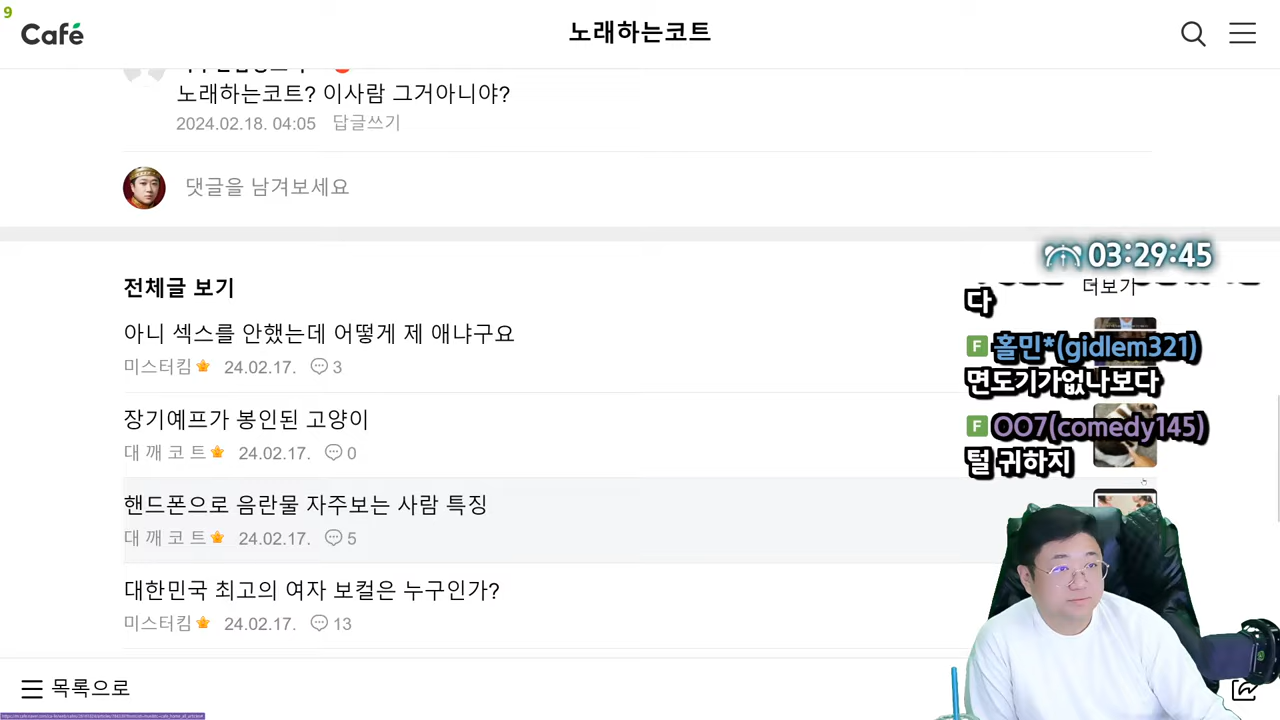 9
Café
노래하는코트
노래하는코트? 이사람 그거아니야?
2024.02.18. 04:05 답글쓰기
댓글을 남겨보세요
03:29:45
전체글 보기
더보기
다
아니 섹스를 안했는데 어떻게 제 애냐구요
미스터킴 24.02.17. 3
F 홀민*(gidlem321)
면도기가없나보다
장기예프가 봉인된 고양이
대 깨 코 트 24.02.17. 0
F OO7(comedy145)
털 귀하지
핸드폰으로 음란물 자주보는 사람 특징
대 깨 코 트 24.02.17. 5
대한민국 최고의 여자 보컬은 누구인가?
미스터킴 24.02.17. 13
목록으로